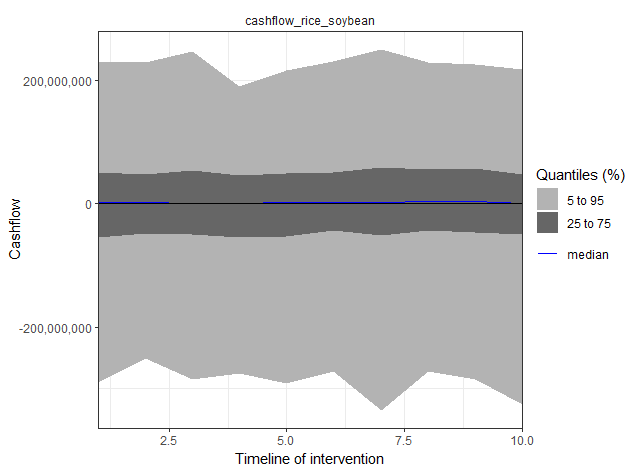 cashflow_rice_soybean
Cashflow
200,000,000
0
-200,000,000
2.5 5.0 7.5 10.0
Timeline of intervention
Quantiles (%)
5 to 95
25 to 75
median